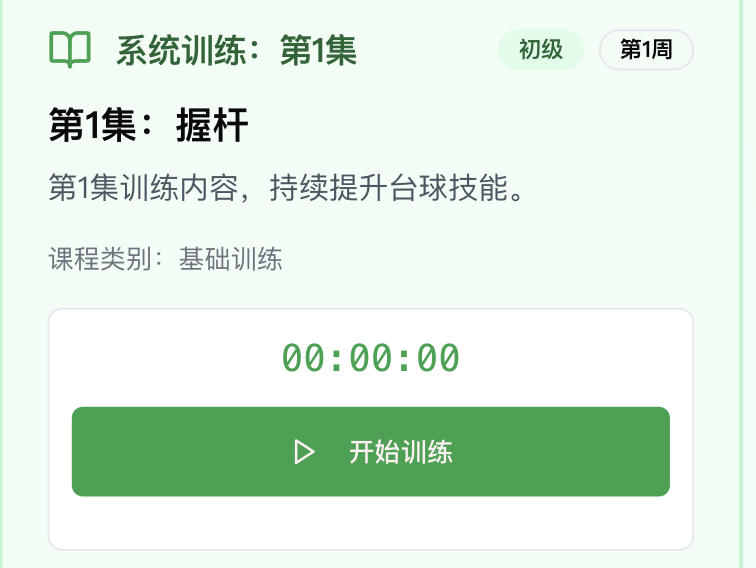 系统训练：第1集 初级 第1周
第1集：握杆
第1集训练内容，持续提升台球技能。
课程类别：基础训练
00:00:00
开始训练